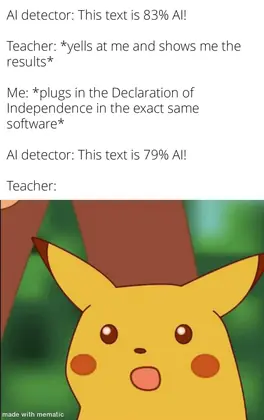 AI detector: This text is 83% AI!
Teacher: *yells at me and shows me the
results*
Me: *plugs in the Declaration of
Independence in the exact same
software*
AI detector: This text is 79% AI!
Teacher:
made with mematic